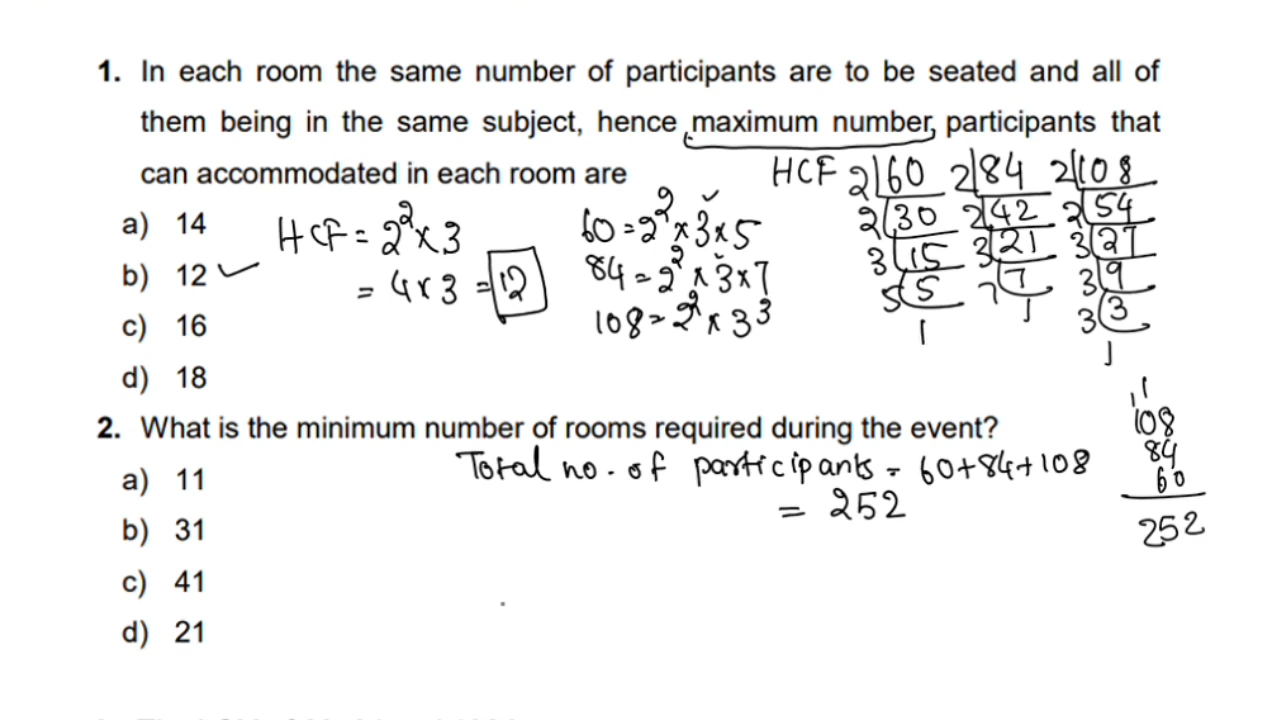 1. In each room the same number of participants are to be seated and all of
them being in the same subject, hence maximum number, participants that
can accommodated in each room are
HCF 2|60 2|84 2|108
2|30 2|42 2|54
3|15 3|21 3|27
5|5 7|7 3|9
1 1 3|3
1
a) 14
b) 12 ✓
c) 16
d) 18
HCF = 2² × 3
= 4 × 3 = 12
60 = 2² × 3 × 5
84 = 2² × 3 × 7
108 = 2² × 3³
2. What is the minimum number of rooms required during the event?
a) 11
b) 31
c) 41
d) 21
Total no. of participants = 60+84+108
= 252
11
108
84
60
252